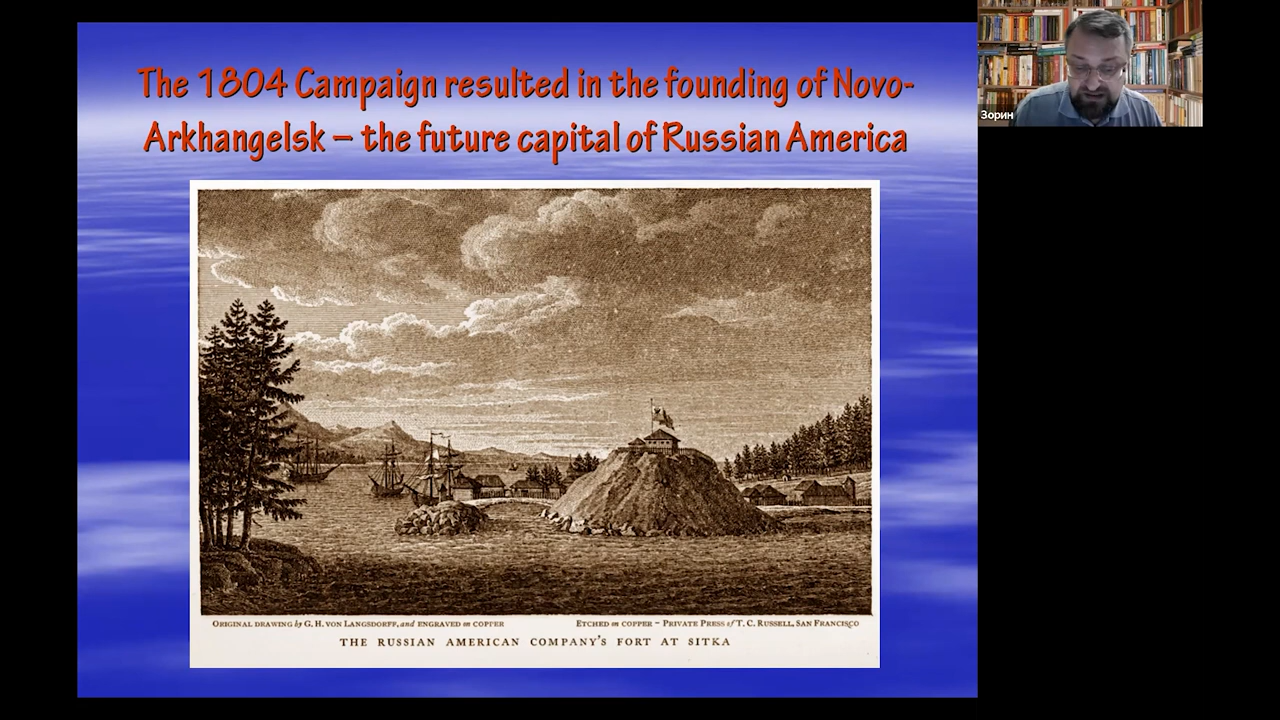 The 1804 Campaign resulted in the founding of Novo-
Arkhangelsk – the future capital of Russian America
Зорин
ORIGINAL DRAWING by G. H. VON LANGSDORFF, and ENGRAVED on COPPER
ETCHED on COPPER – PRIVATE PRESS of T. C. RUSSELL, SAN FRANCISCO
THE RUSSIAN AMERICAN COMPANY'S FORT AT SITKA